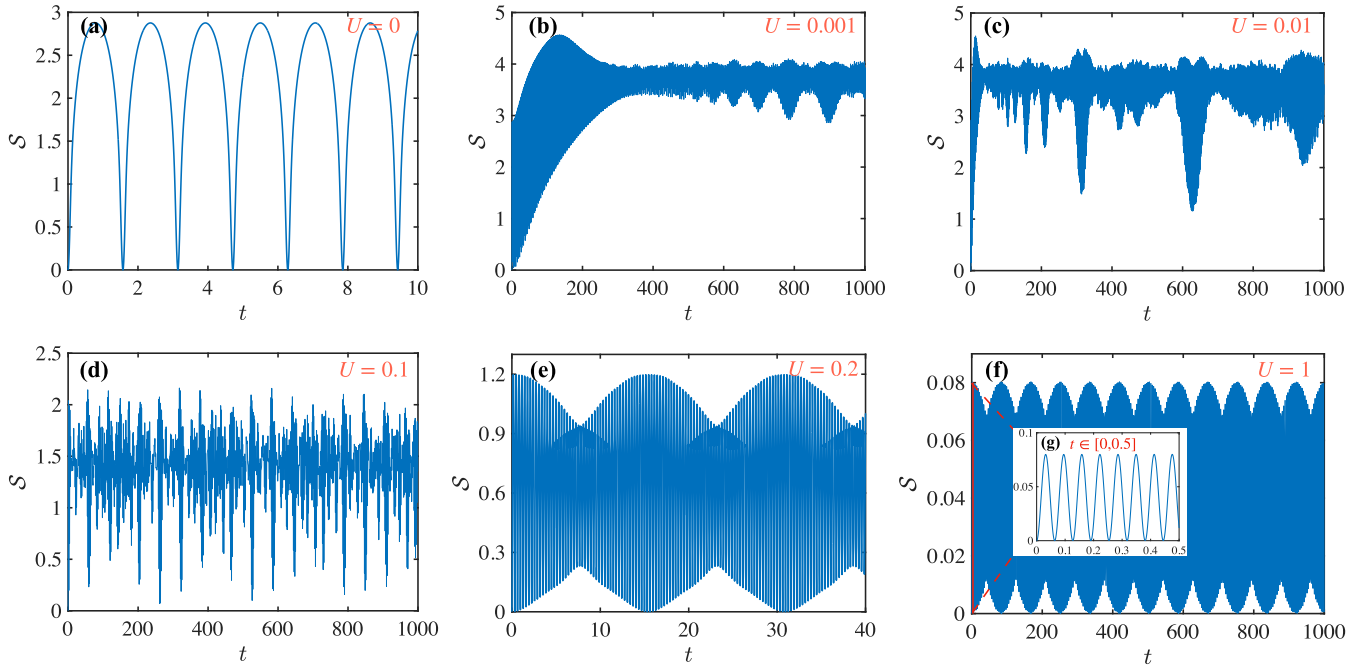 (a) U = 0
3
2.5
2
1.5
1
0.5
0
S
0 2 4 6 8 10
t
(b) U = 0.001
5
4
3
2
1
0
S
0 200 400 600 800 1000
t
(c) U = 0.01
5
4
3
2
1
0
S
0 200 400 600 800 1000
t
(d) U = 0.1
2.5
2
1.5
1
0.5
0
S
0 200 400 600 800 1000
t
(e) U = 0.2
1.2
0.9
0.6
0.3
0
S
0 10 20 30 40
t
(f) U = 1
0.08
0.06
0.04
0.02
0
S
0 200 400 600 800 1000
t
(g) t ∈ [0,0.5]
0.1
0.05
0
0 0.1 0.2 0.3 0.4 0.5